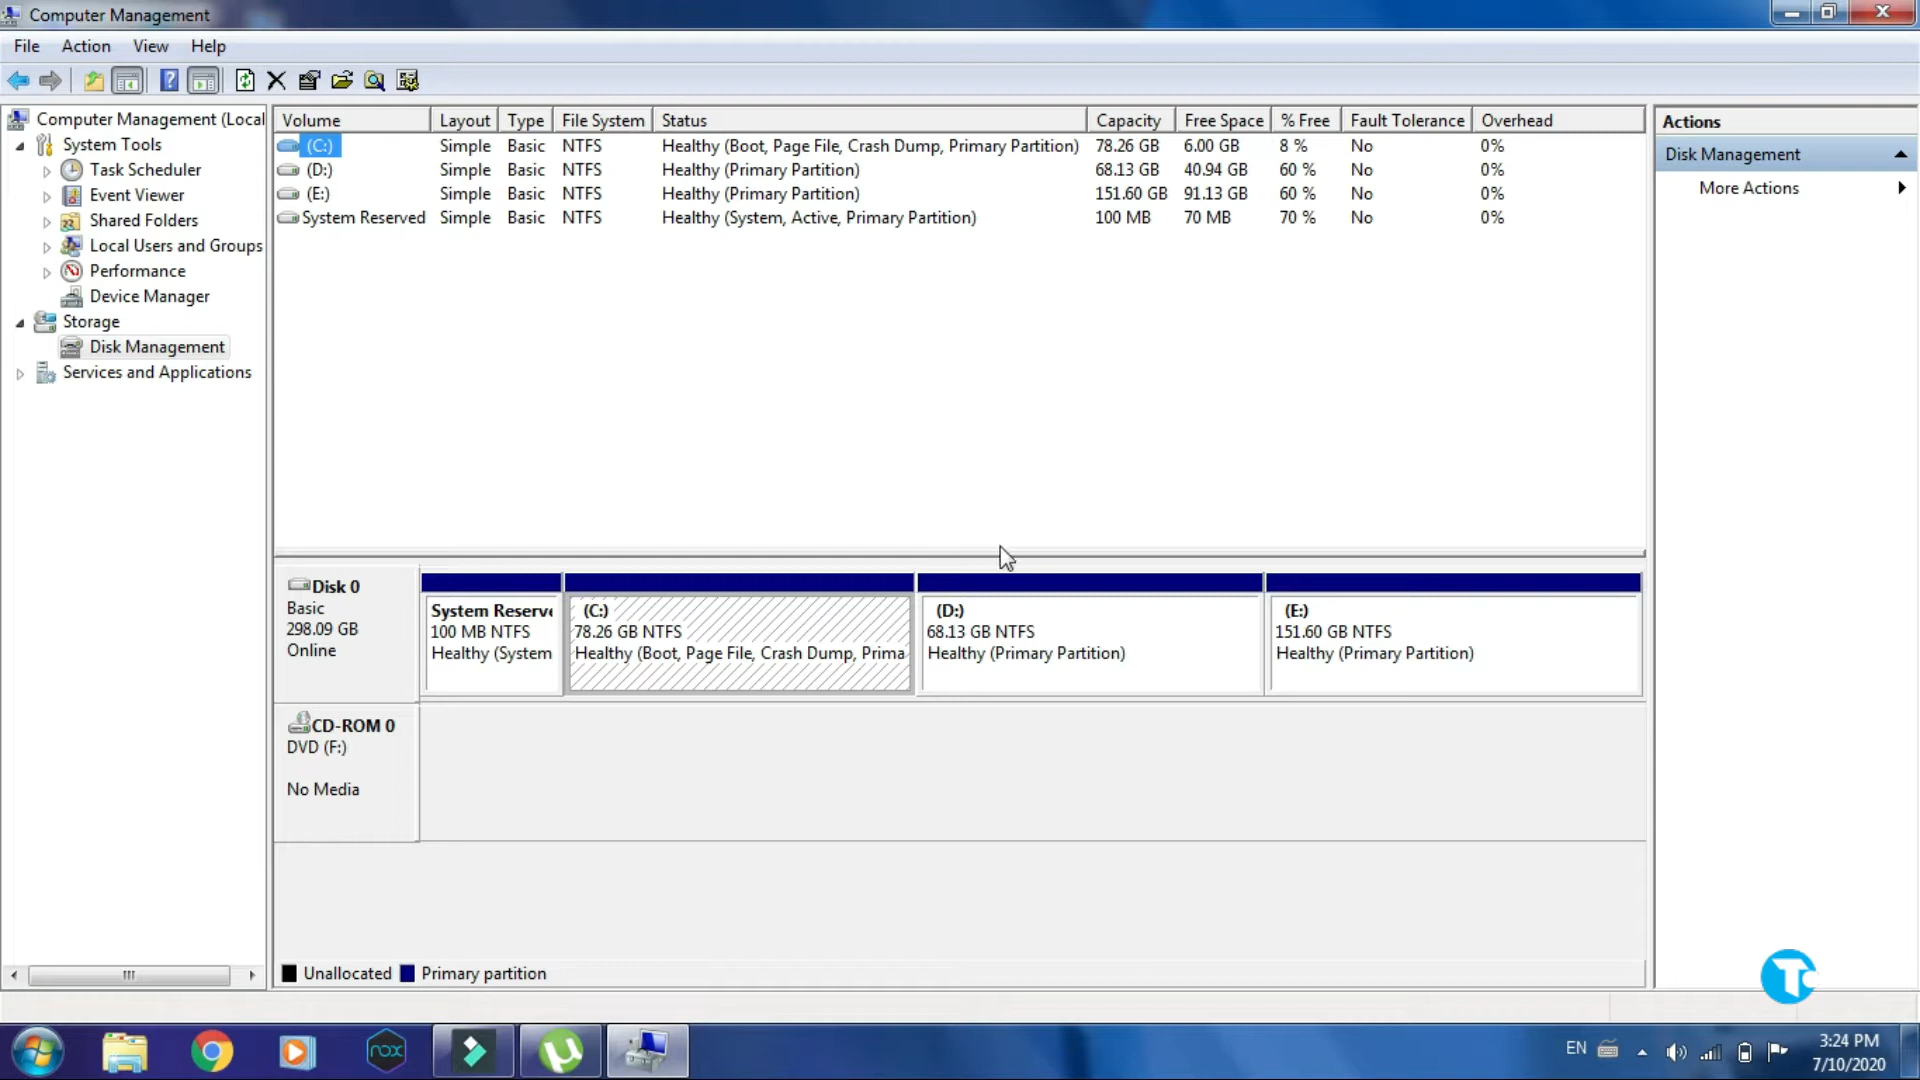 Computer Management
File Action View Help
Computer Management (Local
System Tools
Task Scheduler
Event Viewer
Shared Folders
Local Users and Groups
Performance
Device Manager
Storage
Disk Management
Services and Applications
Volume Layout Type File System Status Capacity Free Space % Free Fault Tolerance Overhead
(C:) Simple Basic NTFS Healthy (Boot, Page File, Crash Dump, Primary Partition) 78.26 GB 6.00 GB 8 % No 0%
(D:) Simple Basic NTFS Healthy (Primary Partition) 68.13 GB 40.94 GB 60 % No 0%
(E:) Simple Basic NTFS Healthy (Primary Partition) 151.60 GB 91.13 GB 60 % No 0%
System Reserved Simple Basic NTFS Healthy (System, Active, Primary Partition) 100 MB 70 MB 70 % No 0%
Actions
Disk Management
More Actions
Disk 0
Basic
298.09 GB
Online
System Reserve
100 MB NTFS
Healthy (System
(C:)
78.26 GB NTFS
Healthy (Boot, Page File, Crash Dump, Prima
(D:)
68.13 GB NTFS
Healthy (Primary Partition)
(E:)
151.60 GB NTFS
Healthy (Primary Partition)
CD-ROM 0
DVD (F:)
No Media
Unallocated Primary partition
nox
EN
3:24 PM
7/10/2020